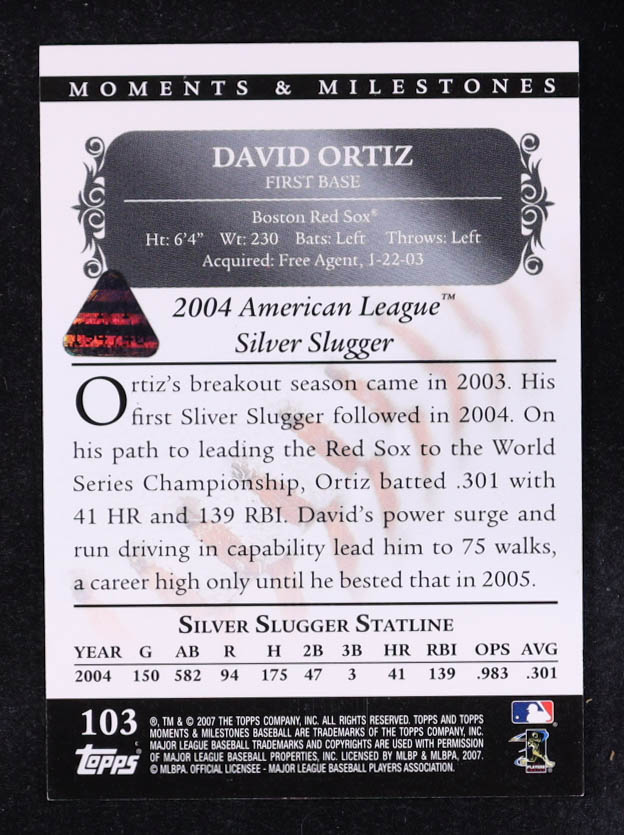 MOMENTS & MILESTONES
DAVID ORTIZ
FIRST BASE
Boston Red Sox®
Ht: 6'4" Wt: 230 Bats: Left Throws: Left
Acquired: Free Agent, 1-22-03
2004 American League™
Silver Slugger
Ortiz's breakout season came in 2003. His
first Sliver Slugger followed in 2004. On
his path to leading the Red Sox to the World
Series Championship, Ortiz batted .301 with
41 HR and 139 RBI. David's power surge and
run driving in capability lead him to 75 walks,
a career high only until he bested that in 2005.
SILVER SLUGGER STATLINE
YEAR G AB R H 2B 3B HR RBI OPS AVG
2004 150 582 94 175 47 3 41 139 .983 .301
103
topps
®, TM & © 2007 THE TOPPS COMPANY, INC. ALL RIGHTS RESERVED. TOPPS AND TOPPS
MOMENTS & MILESTONES BASEBALL ARE TRADEMARKS OF THE TOPPS COMPANY, INC.
MAJOR LEAGUE BASEBALL TRADEMARKS AND COPYRIGHTS ARE USED WITH PERMISSION
OF MAJOR LEAGUE BASEBALL PROPERTIES, INC. LICENSED BY MLBP & MLBPA, 2007.
© MLBPA. OFFICIAL LICENSEE - MAJOR LEAGUE BASEBALL PLAYERS ASSOCIATION.